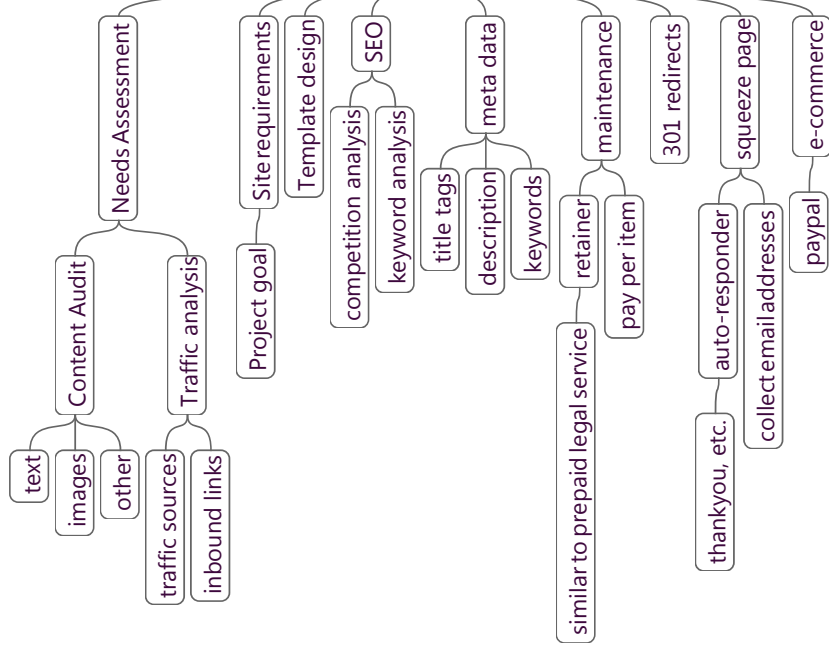 Needs Assessment
Content Audit
text
images
other
Traffic analysis
traffic sources
inbound links
Site requirements
Project goal
Template design
SEO
competition analysis
keyword analysis
meta data
title tags
description
keywords
maintenance
retainer
similar to prepaid legal service
pay per item
301 redirects
squeeze page
auto-responder
thankyou, etc.
collect email addresses
e-commerce
paypal